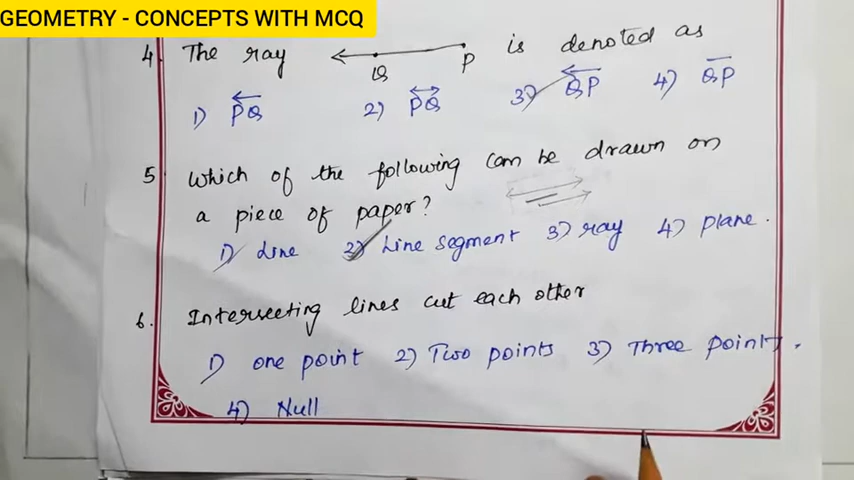 GEOMETRY - CONCEPTS WITH MCQ
4. The ray Q P is denoted as
1) P̅Q̅ 2) PQ 3) QP 4) QP
5 which of the following can be drawn on
a piece of paper?
1) Line 2) Line segment 3) ray 4) plane.
6. Intersecting lines cut each other
1) one point 2) Two points 3) Three points.
4) Null